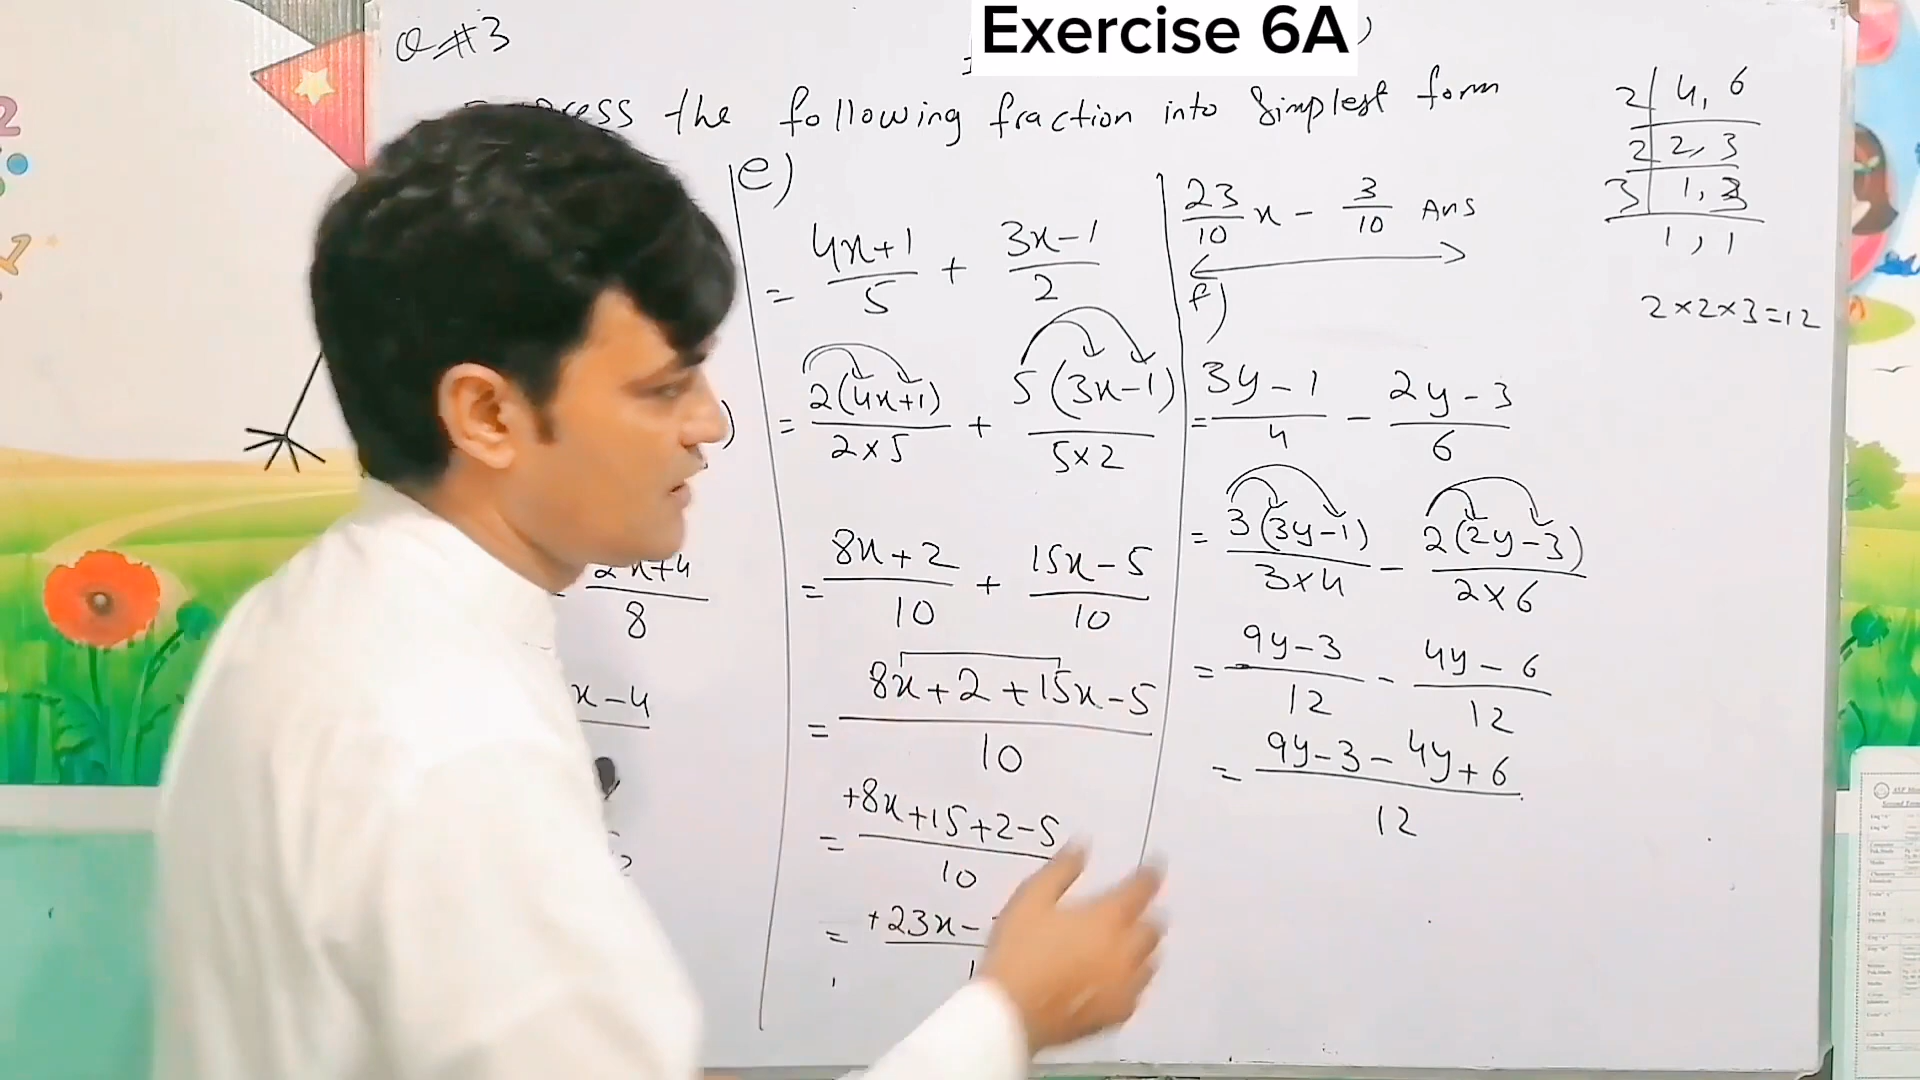 Exercise 6A
Q#3
the following fraction into Simplest form
2 | 4, 6
2 | 2, 3
3 | 1, 3
1, 1
2×2×3=12
2x+4/8
x-4
e)
= 4x+1/5 + 3x-1/2
= 2(4x+1)/2×5 + 5(3x-1)/5×2
= 8x+2/10 + 15x-5/10
= 8x+2+15x-5/10
= +8x+15+2-5/10
= +23x-
23/10 x - 3/10 Ans
f)
= 3y-1/4 - 2y-3/6
= 3(3y-1)/3×4 - 2(2y-3)/2×6
= 9y-3/12 - 4y-6/12
= 9y-3-4y+6/12